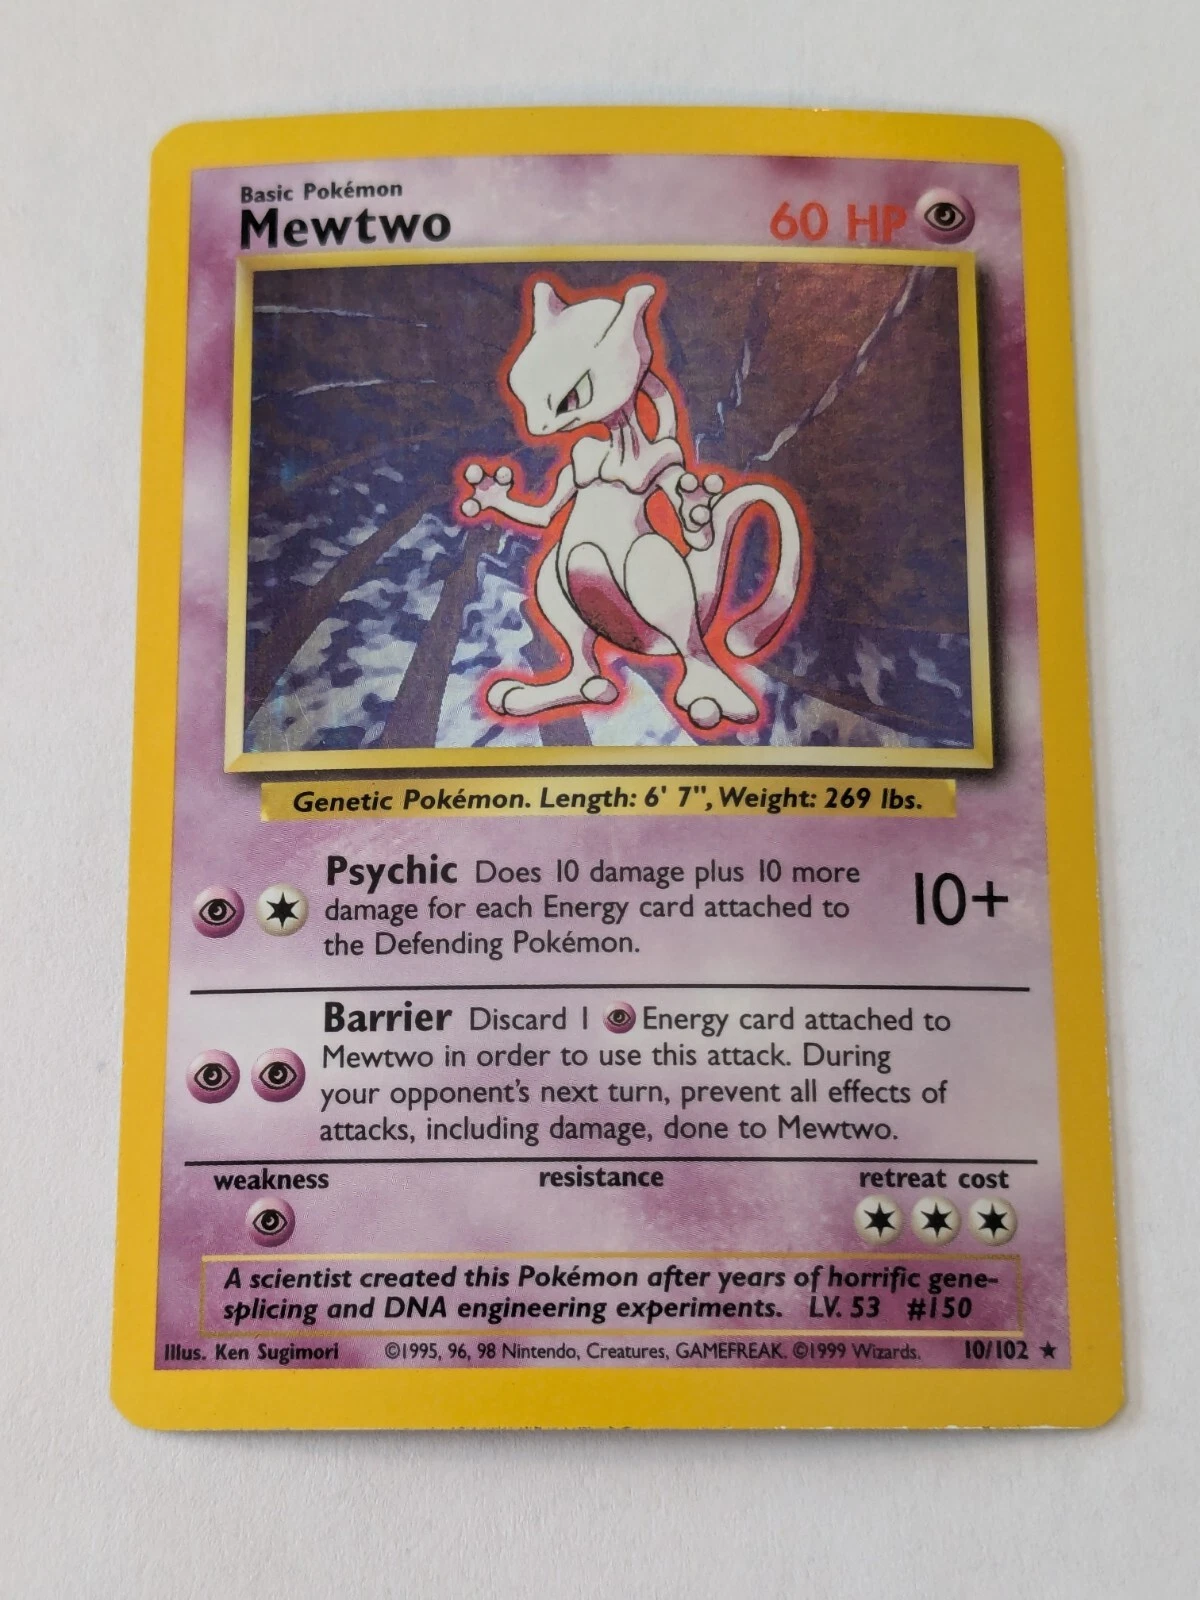 Basic Pokémon
Mewtwo
60 HP
Genetic Pokémon. Length: 6' 7", Weight: 269 lbs.
Psychic Does 10 damage plus 10 more
damage for each Energy card attached to
the Defending Pokémon.
10+
Barrier Discard 1 Energy card attached to
Mewtwo in order to use this attack. During
your opponent's next turn, prevent all effects of
attacks, including damage, done to Mewtwo.
weakness resistance retreat cost
A scientist created this Pokémon after years of horrific gene-
splicing and DNA engineering experiments. LV. 53 #150
Illus. Ken Sugimori ©1995, 96, 98 Nintendo, Creatures, GAMEFREAK. ©1999 Wizards. 10/102 ★